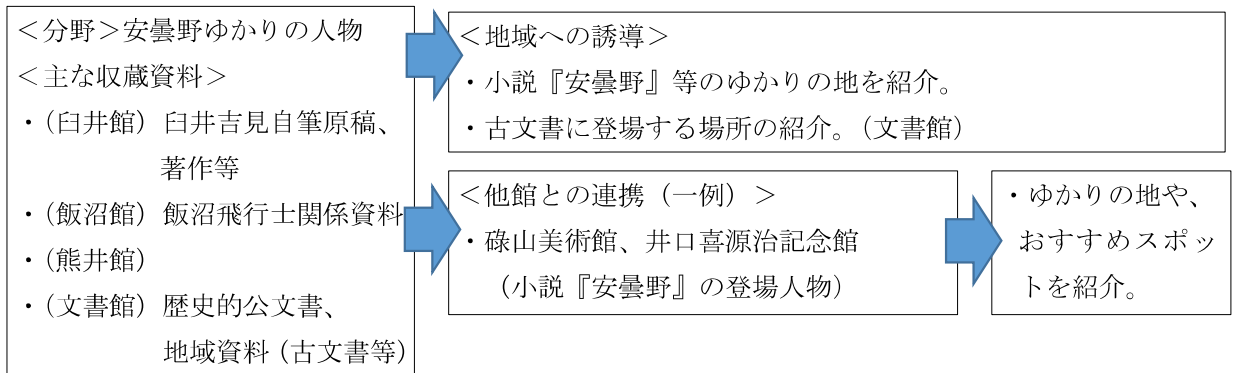 ＜分野＞安曇野ゆかりの人物
＜主な収蔵資料＞
・（臼井館）臼井吉見自筆原稿、
著作等
・（飯沼館）飯沼飛行士関係資料
・（熊井館）
・（文書館）歴史的公文書、
地域資料（古文書等）
＜地域への誘導＞
・小説『安曇野』等のゆかりの地を紹介。
・古文書に登場する場所の紹介。（文書館）
＜他館との連携（一例）＞
・碌山美術館、井口喜源治記念館
（小説『安曇野』の登場人物）
・ゆかりの地や、
おすすめスポッ
トを紹介。